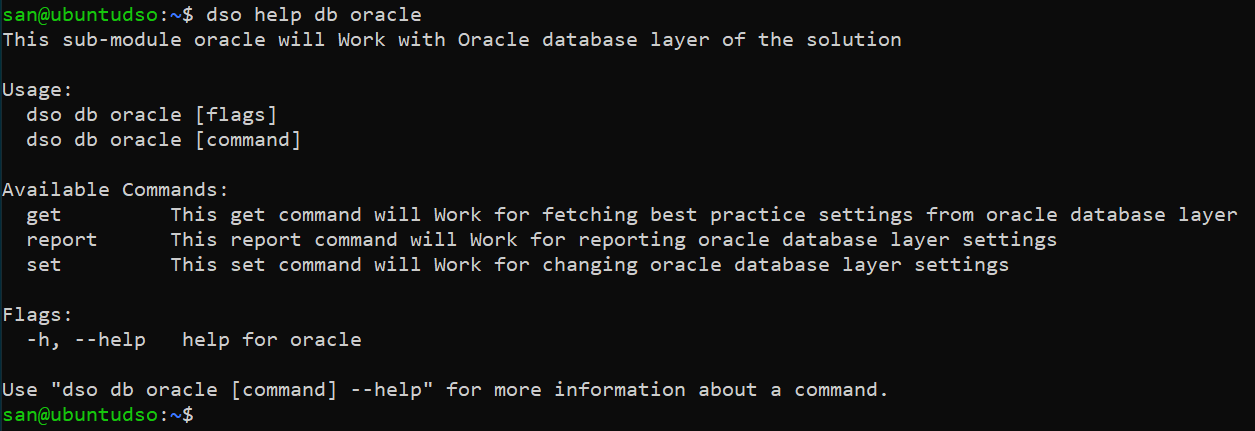 san@ubuntudso:~$ dso help db oracle
This sub-module oracle will Work with Oracle database layer of the solution
Usage:
  dso db oracle [flags]
  dso db oracle [command]
Available Commands:
  get         This get command will Work for fetching best practice settings from oracle database layer
  report      This report command will Work for reporting oracle database layer settings
  set         This set command will Work for changing oracle database layer settings
Flags:
  -h, --help   help for oracle
Use "dso db oracle [command] --help" for more information about a command.
san@ubuntudso:~$